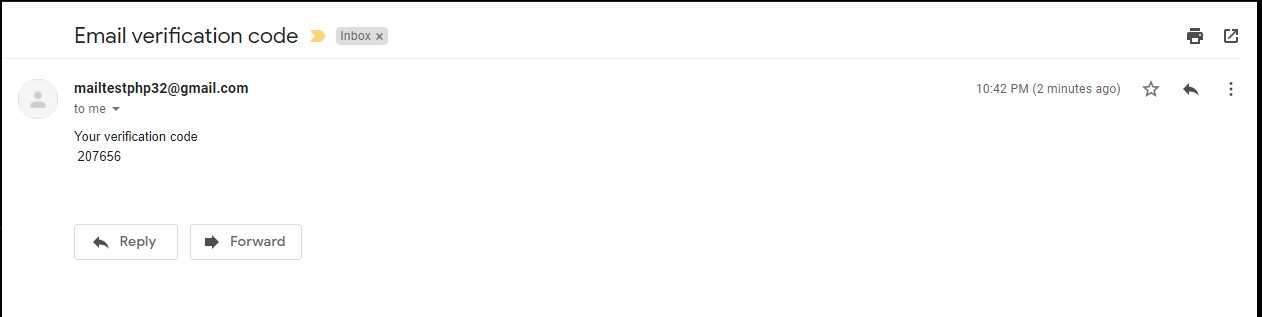 Email verification code Inbox ×
mailtestphp32@gmail.com 10:42 PM (2 minutes ago)
to me
Your verification code
207656
Reply Forward